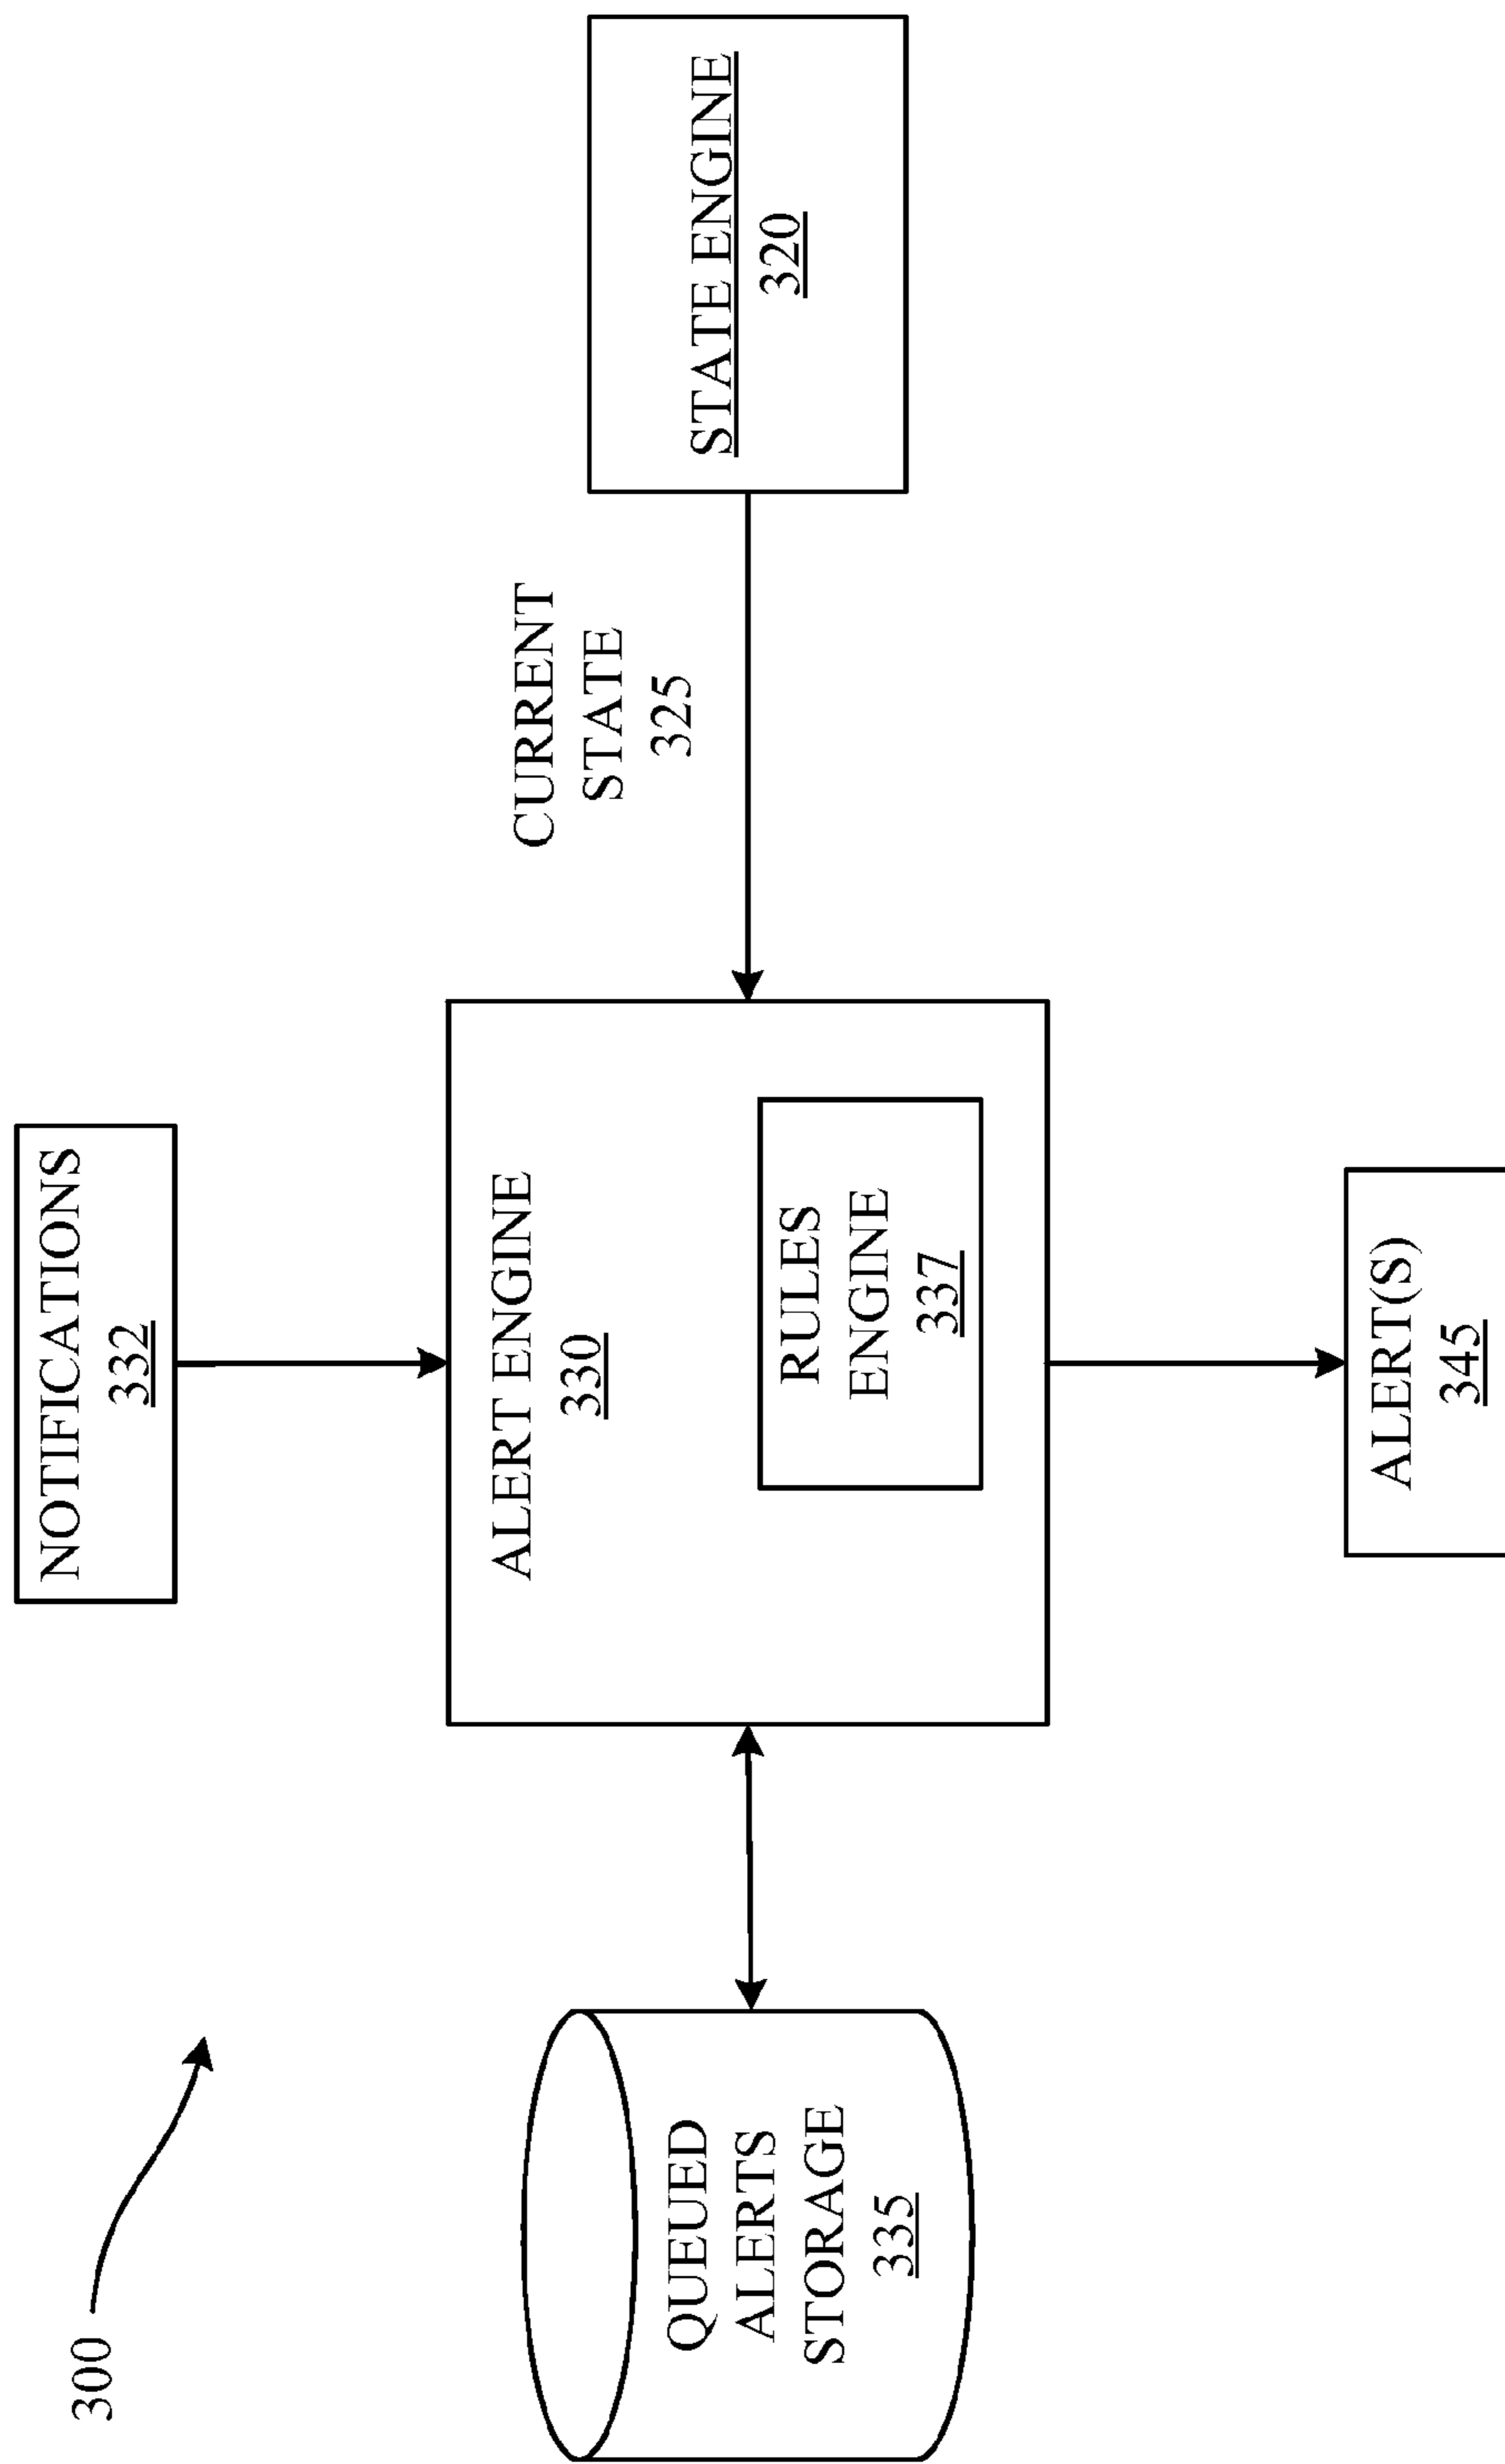 300
NOTIFICATIONS
332
QUEUED
ALERTS
STORAGE
335
ALERT ENGINE
330
RULES
ENGINE
337
CURRENT
STATE
325
STATE ENGINE
320
ALERT(S)
345